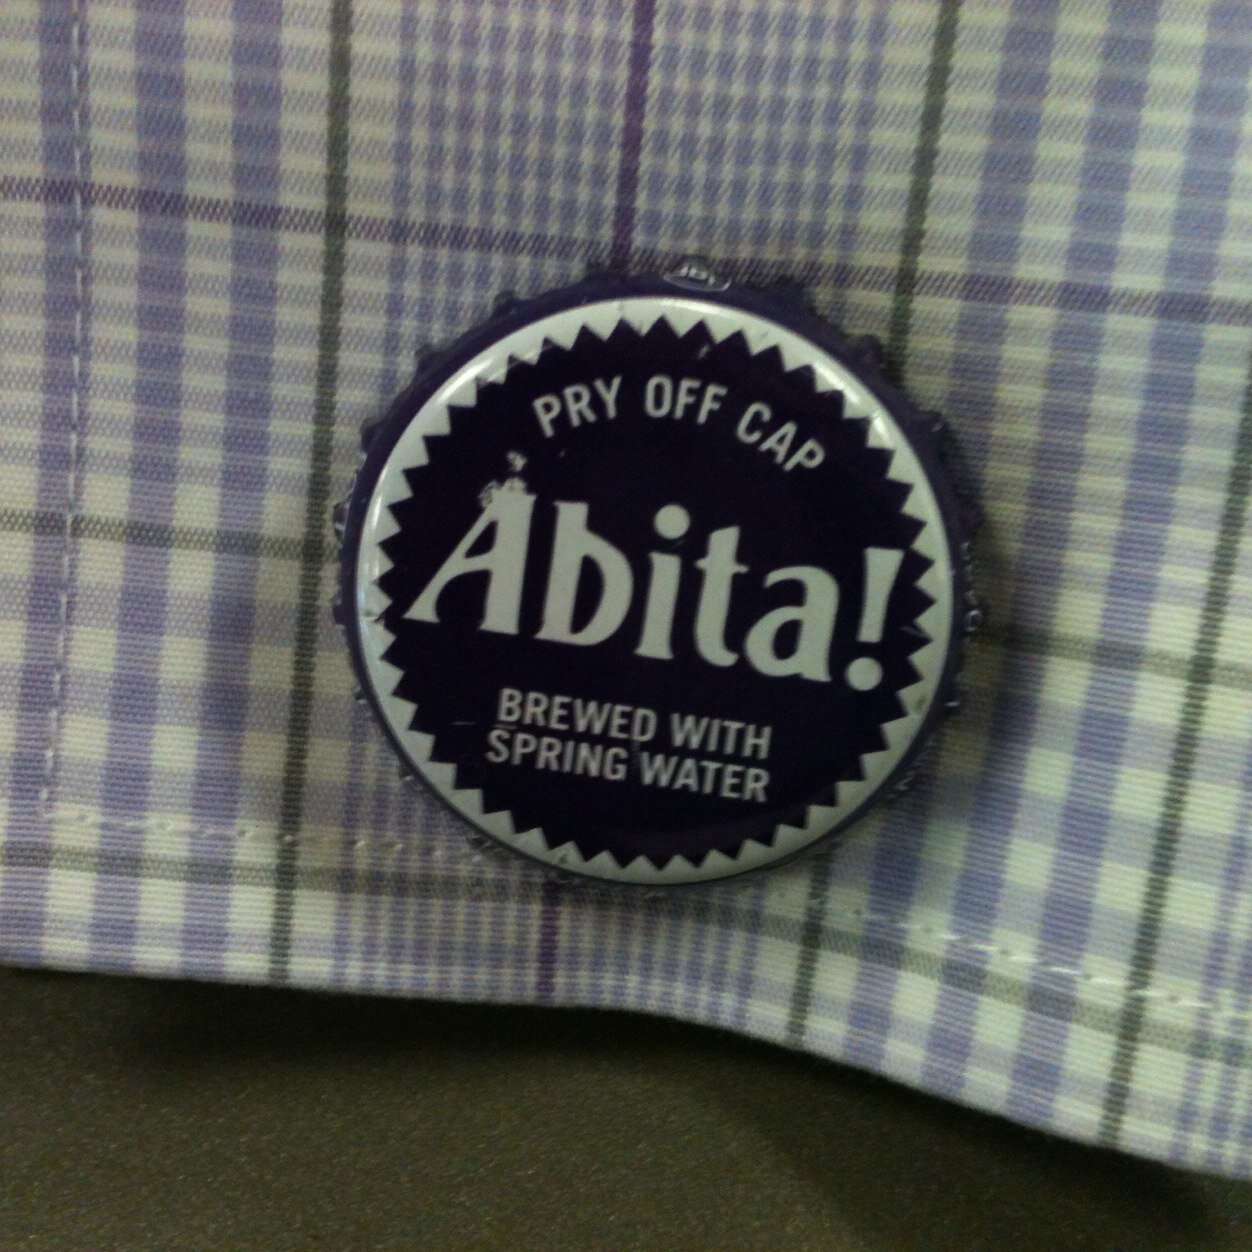 PRY OFF CAP
Abita!
BREWED WITH
SPRING WATER